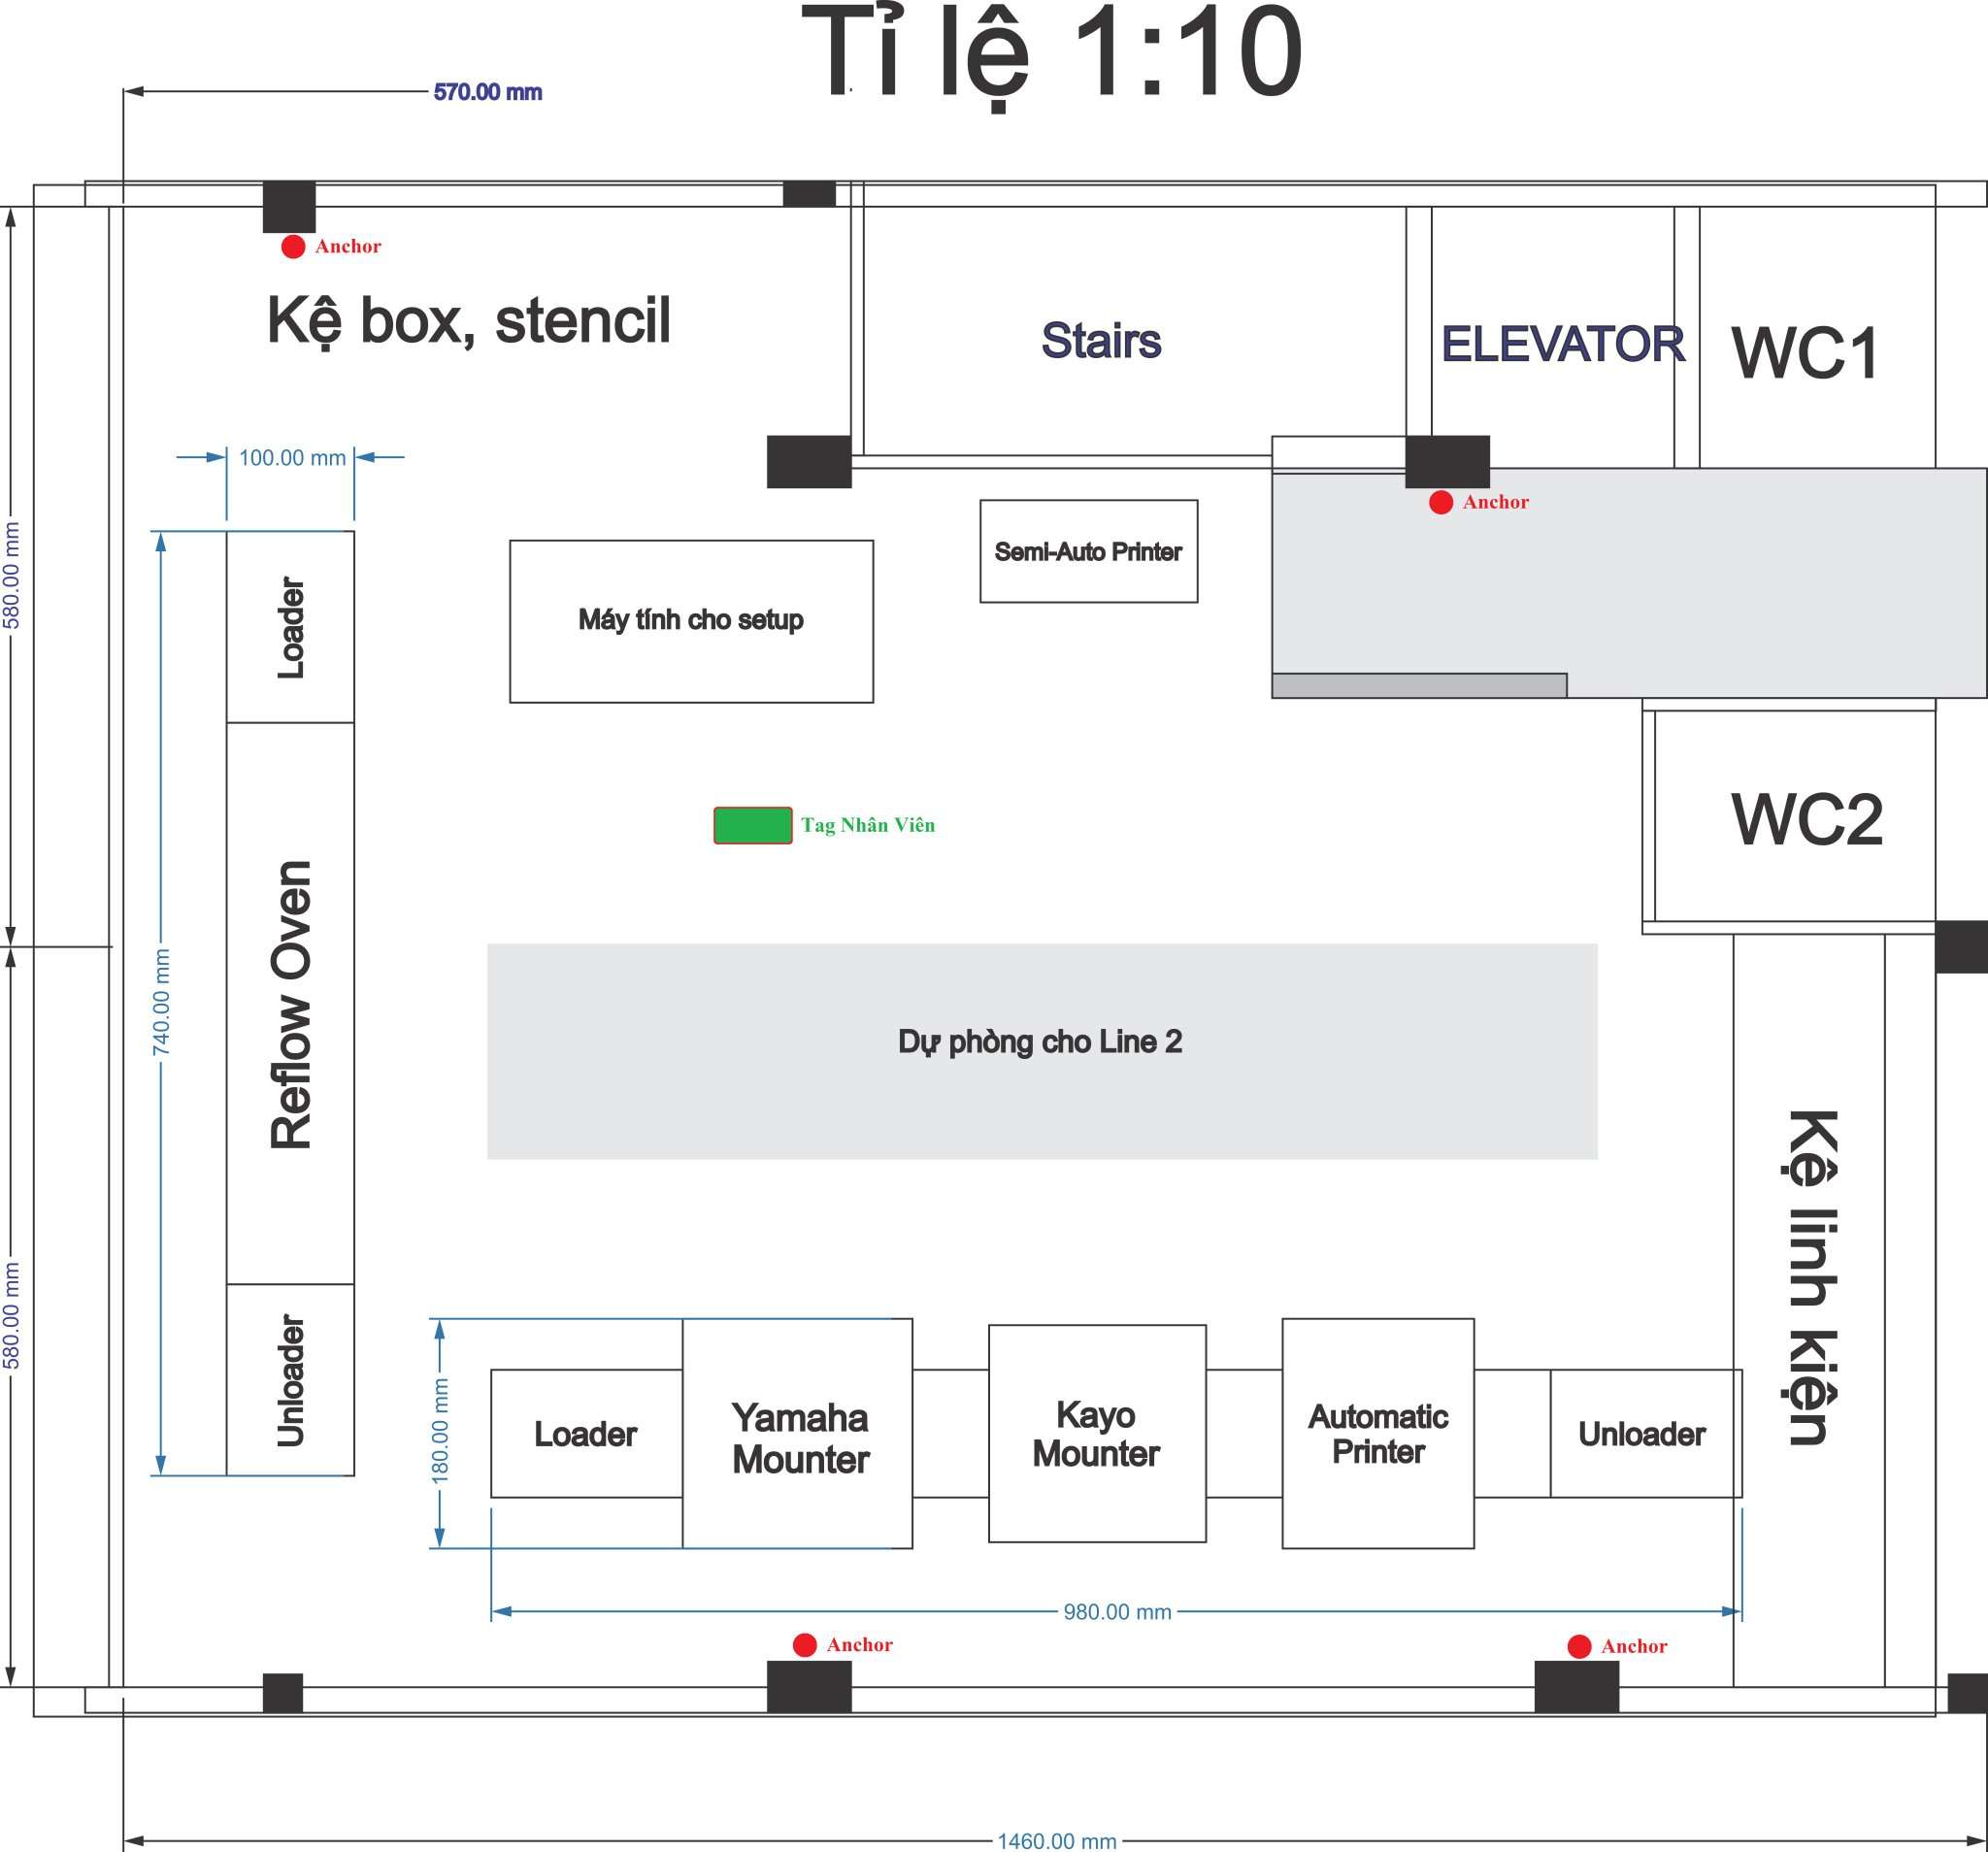 Tỉ lệ 1:10
570.00 mm
Anchor
Kệ box, stencil
Stairs
ELEVATOR
WC1
100.00 mm
Anchor
580.00 mm
Loader
Máy tính cho setup
Semi-Auto Printer
Tag Nhân Viên
WC2
Reflow Oven
740.00 mm
Dự phòng cho Line 2
Kệ linh kiện
580.00 mm
Unloader
180.00 mm
Loader
Yamaha
Mounter
Kayo
Mounter
Automatic
Printer
Unloader
980.00 mm
Anchor
Anchor
1460.00 mm